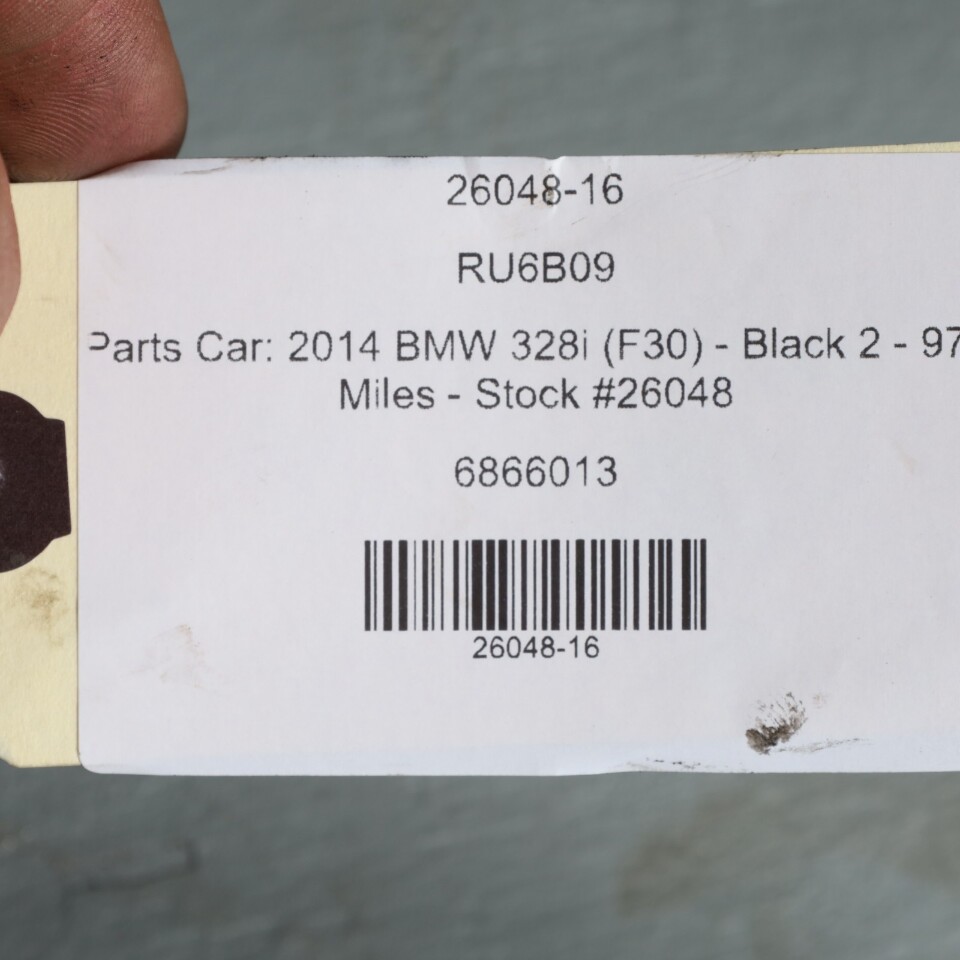 26048-16
RU6B09
Parts Car: 2014 BMW 328i (F30) - Black 2 - 97
Miles - Stock #26048
6866013
26048-16